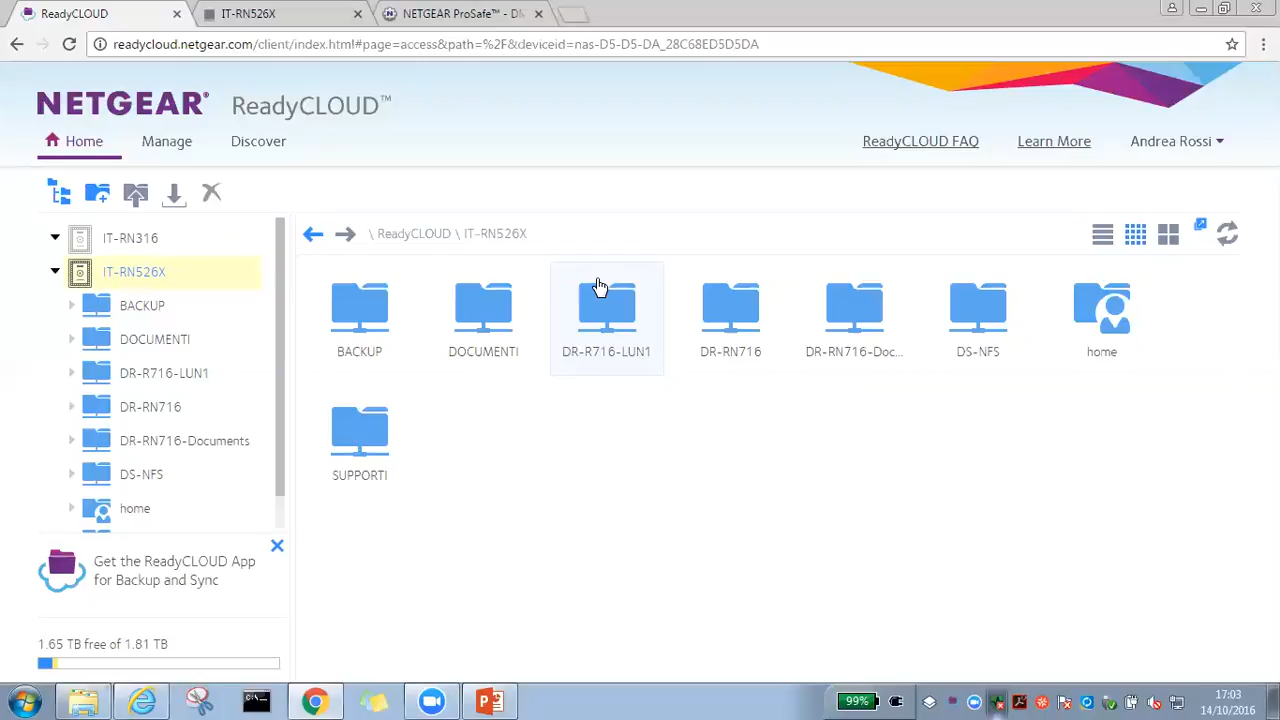 ReadyCLOUD
IT-RN526X
NETGEAR ProSafe™ - DM
readycloud.netgear.com/client/index.html#page=access&path=%2F&deviceid=nas-D5-D5-DA_28C68ED5D5DA
NETGEAR® ReadyCLOUD™
Home Manage Discover
ReadyCLOUD FAQ Learn More Andrea Rossi
IT-RN316
IT-RN526X
BACKUP
DOCUMENTI
DR-R716-LUN1
DR-RN716
DR-RN716-Documents
DS-NFS
home
\ ReadyCLOUD \ IT-RN526X
BACKUP DOCUMENTI DR-R716-LUN1 DR-RN716 DR-RN716-Doc... DS-NFS home
SUPPORTI
Get the ReadyCLOUD App
for Backup and Sync
1.65 TB free of 1.81 TB
99%
17:03
14/10/2016